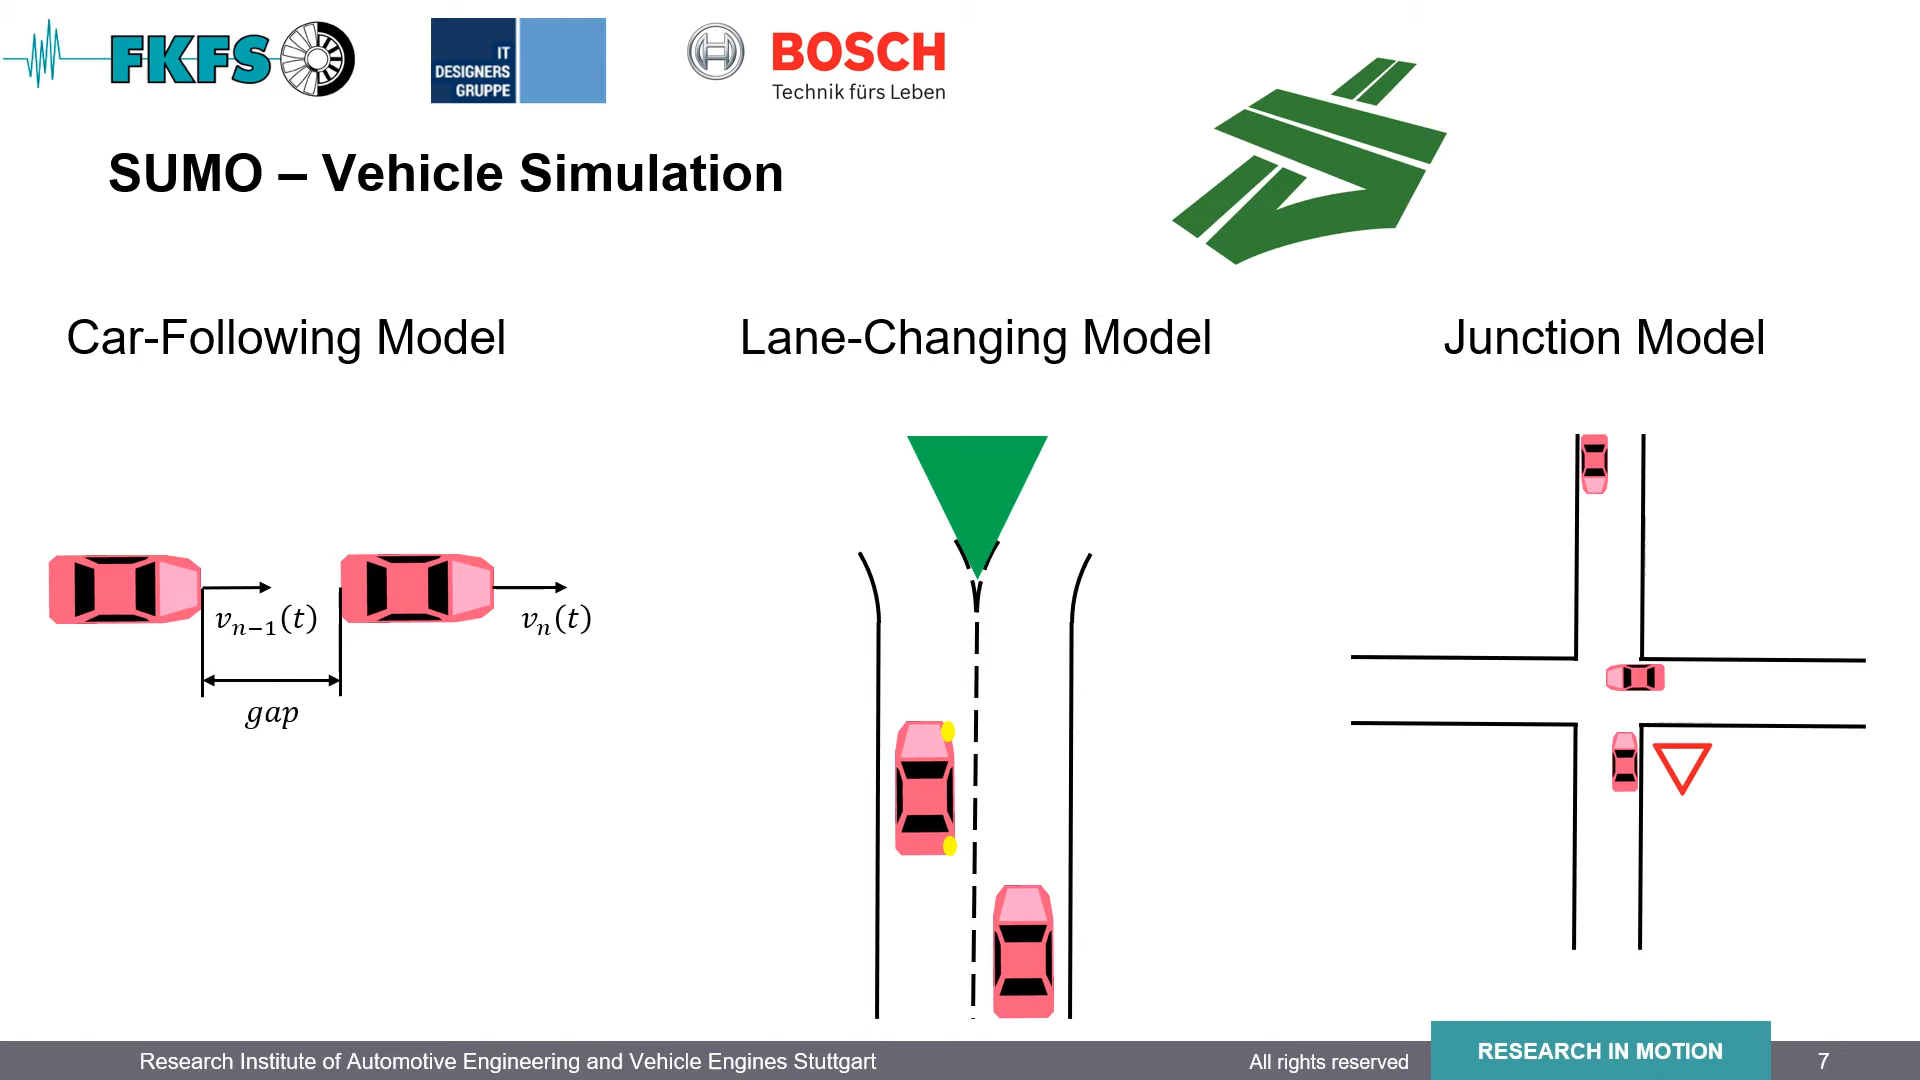 FKFS
IT
DESIGNERS
GRUPPE
BOSCH
Technik fürs Leben
SUMO – Vehicle Simulation
Car-Following Model
Lane-Changing Model
Junction Model
v_{n−1}(t)
v_n(t)
gap
Research Institute of Automotive Engineering and Vehicle Engines Stuttgart
All rights reserved
RESEARCH IN MOTION
7